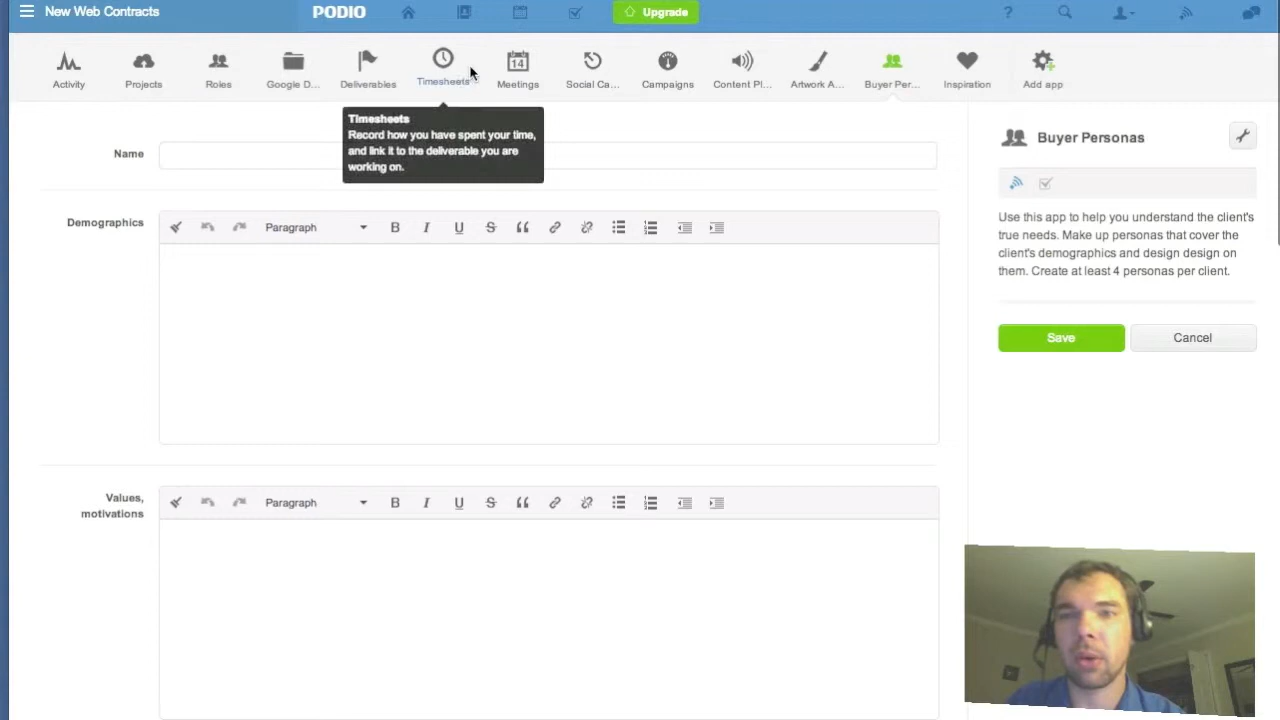 New Web Contracts
PODIO
Upgrade
?
Activity
Projects
Roles
Google D...
Deliverables
Timesheets
14
Meetings
Social Ca...
Campaigns
Content Pl...
Artwork A...
Buyer Per...
Inspiration
Add app
Timesheets
Record how you have spent your time,
and link it to the deliverable you are
working on.
Name
Demographics
Paragraph
B I U S
Values,
motivations
Paragraph
B I U S
Buyer Personas
Use this app to help you understand the client's
true needs. Make up personas that cover the
client's demographics and design design on
them. Create at least 4 personas per client.
Save
Cancel